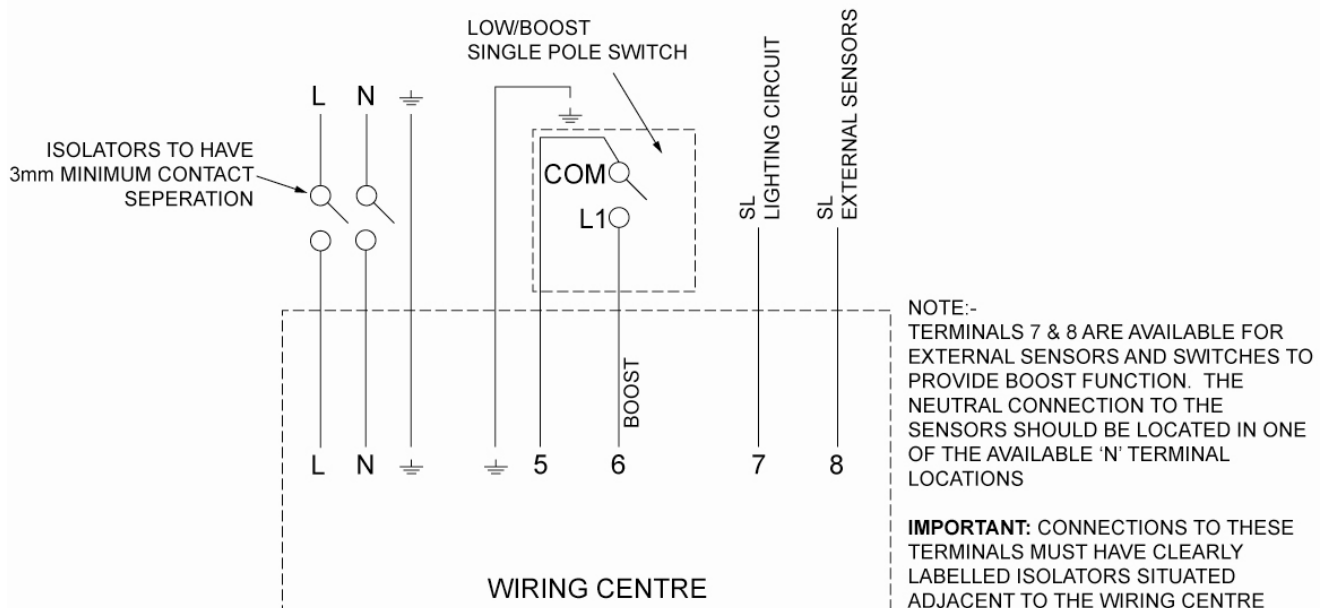 LOW/BOOST
SINGLE POLE SWITCH
L N
ISOLATORS TO HAVE
3mm MINIMUM CONTACT
SEPERATION
COM
L1
SL
LIGHTING CIRCUIT
SL
EXTERNAL SENSORS
BOOST
L N 5 6 7 8
WIRING CENTRE
NOTE:-
TERMINALS 7 & 8 ARE AVAILABLE FOR
EXTERNAL SENSORS AND SWITCHES TO
PROVIDE BOOST FUNCTION. THE
NEUTRAL CONNECTION TO THE
SENSORS SHOULD BE LOCATED IN ONE
OF THE AVAILABLE ‘N’ TERMINAL
LOCATIONS
IMPORTANT: CONNECTIONS TO THESE
TERMINALS MUST HAVE CLEARLY
LABELLED ISOLATORS SITUATED
ADJACENT TO THE WIRING CENTRE